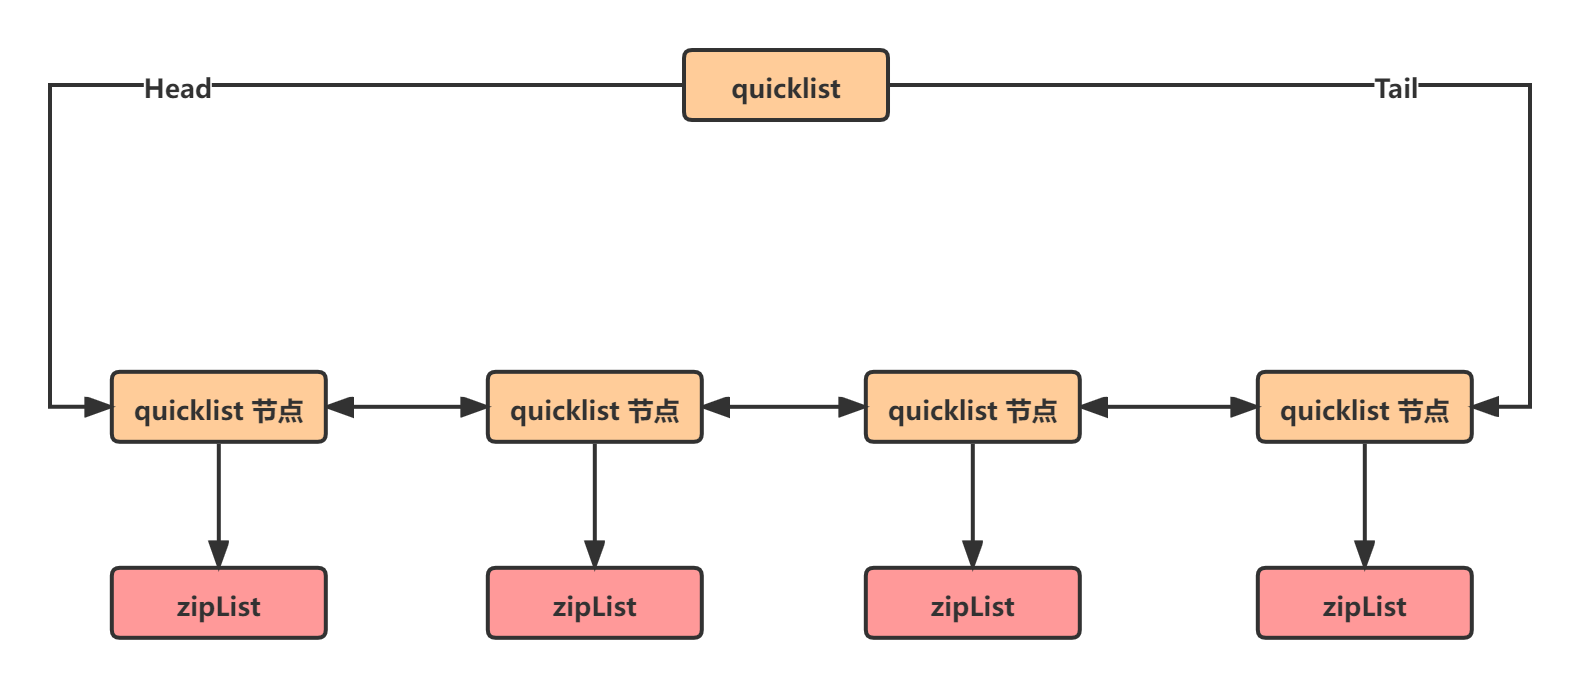 Head
quicklist
Tail
quicklist 节点
quicklist 节点
quicklist 节点
quicklist 节点
zipList
zipList
zipList
zipList